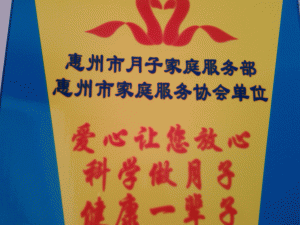 惠州市月子家庭服务部
惠州市家庭服务协会单位
爱心让您放心
科学做月子
健康一辈子